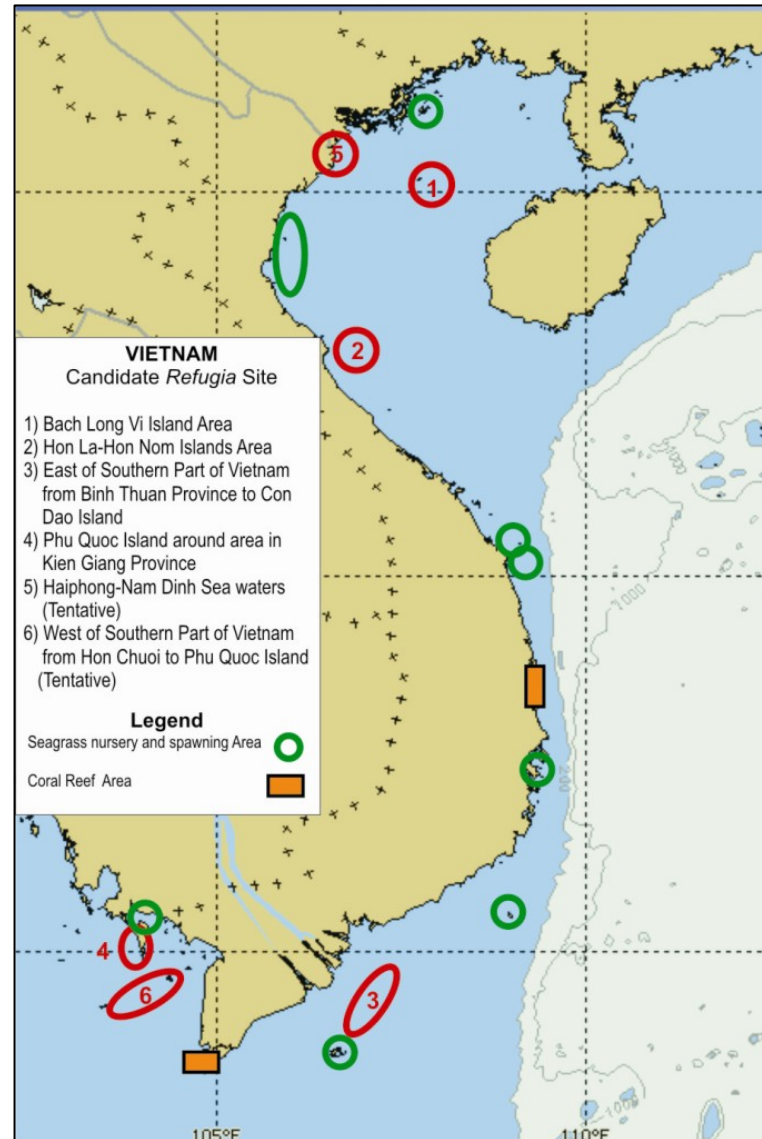 5
1
2
VIETNAM
Candidate Refugia Site
1) Bach Long Vi Island Area
2) Hon La-Hon Nom Islands Area
3) East of Southern Part of Vietnam
from Binh Thuan Province to Con
Dao Island
4) Phu Quoc Island around area in
Kien Giang Province
5) Haiphong-Nam Dinh Sea waters
(Tentative)
6) West of Southern Part of Vietnam
from Hon Chuoi to Phu Quoc Island
(Tentative)
Legend
Seagrass nursery and spawning Area
Coral Reef Area
1000
200
4
6
3
1000
105°E
110°E